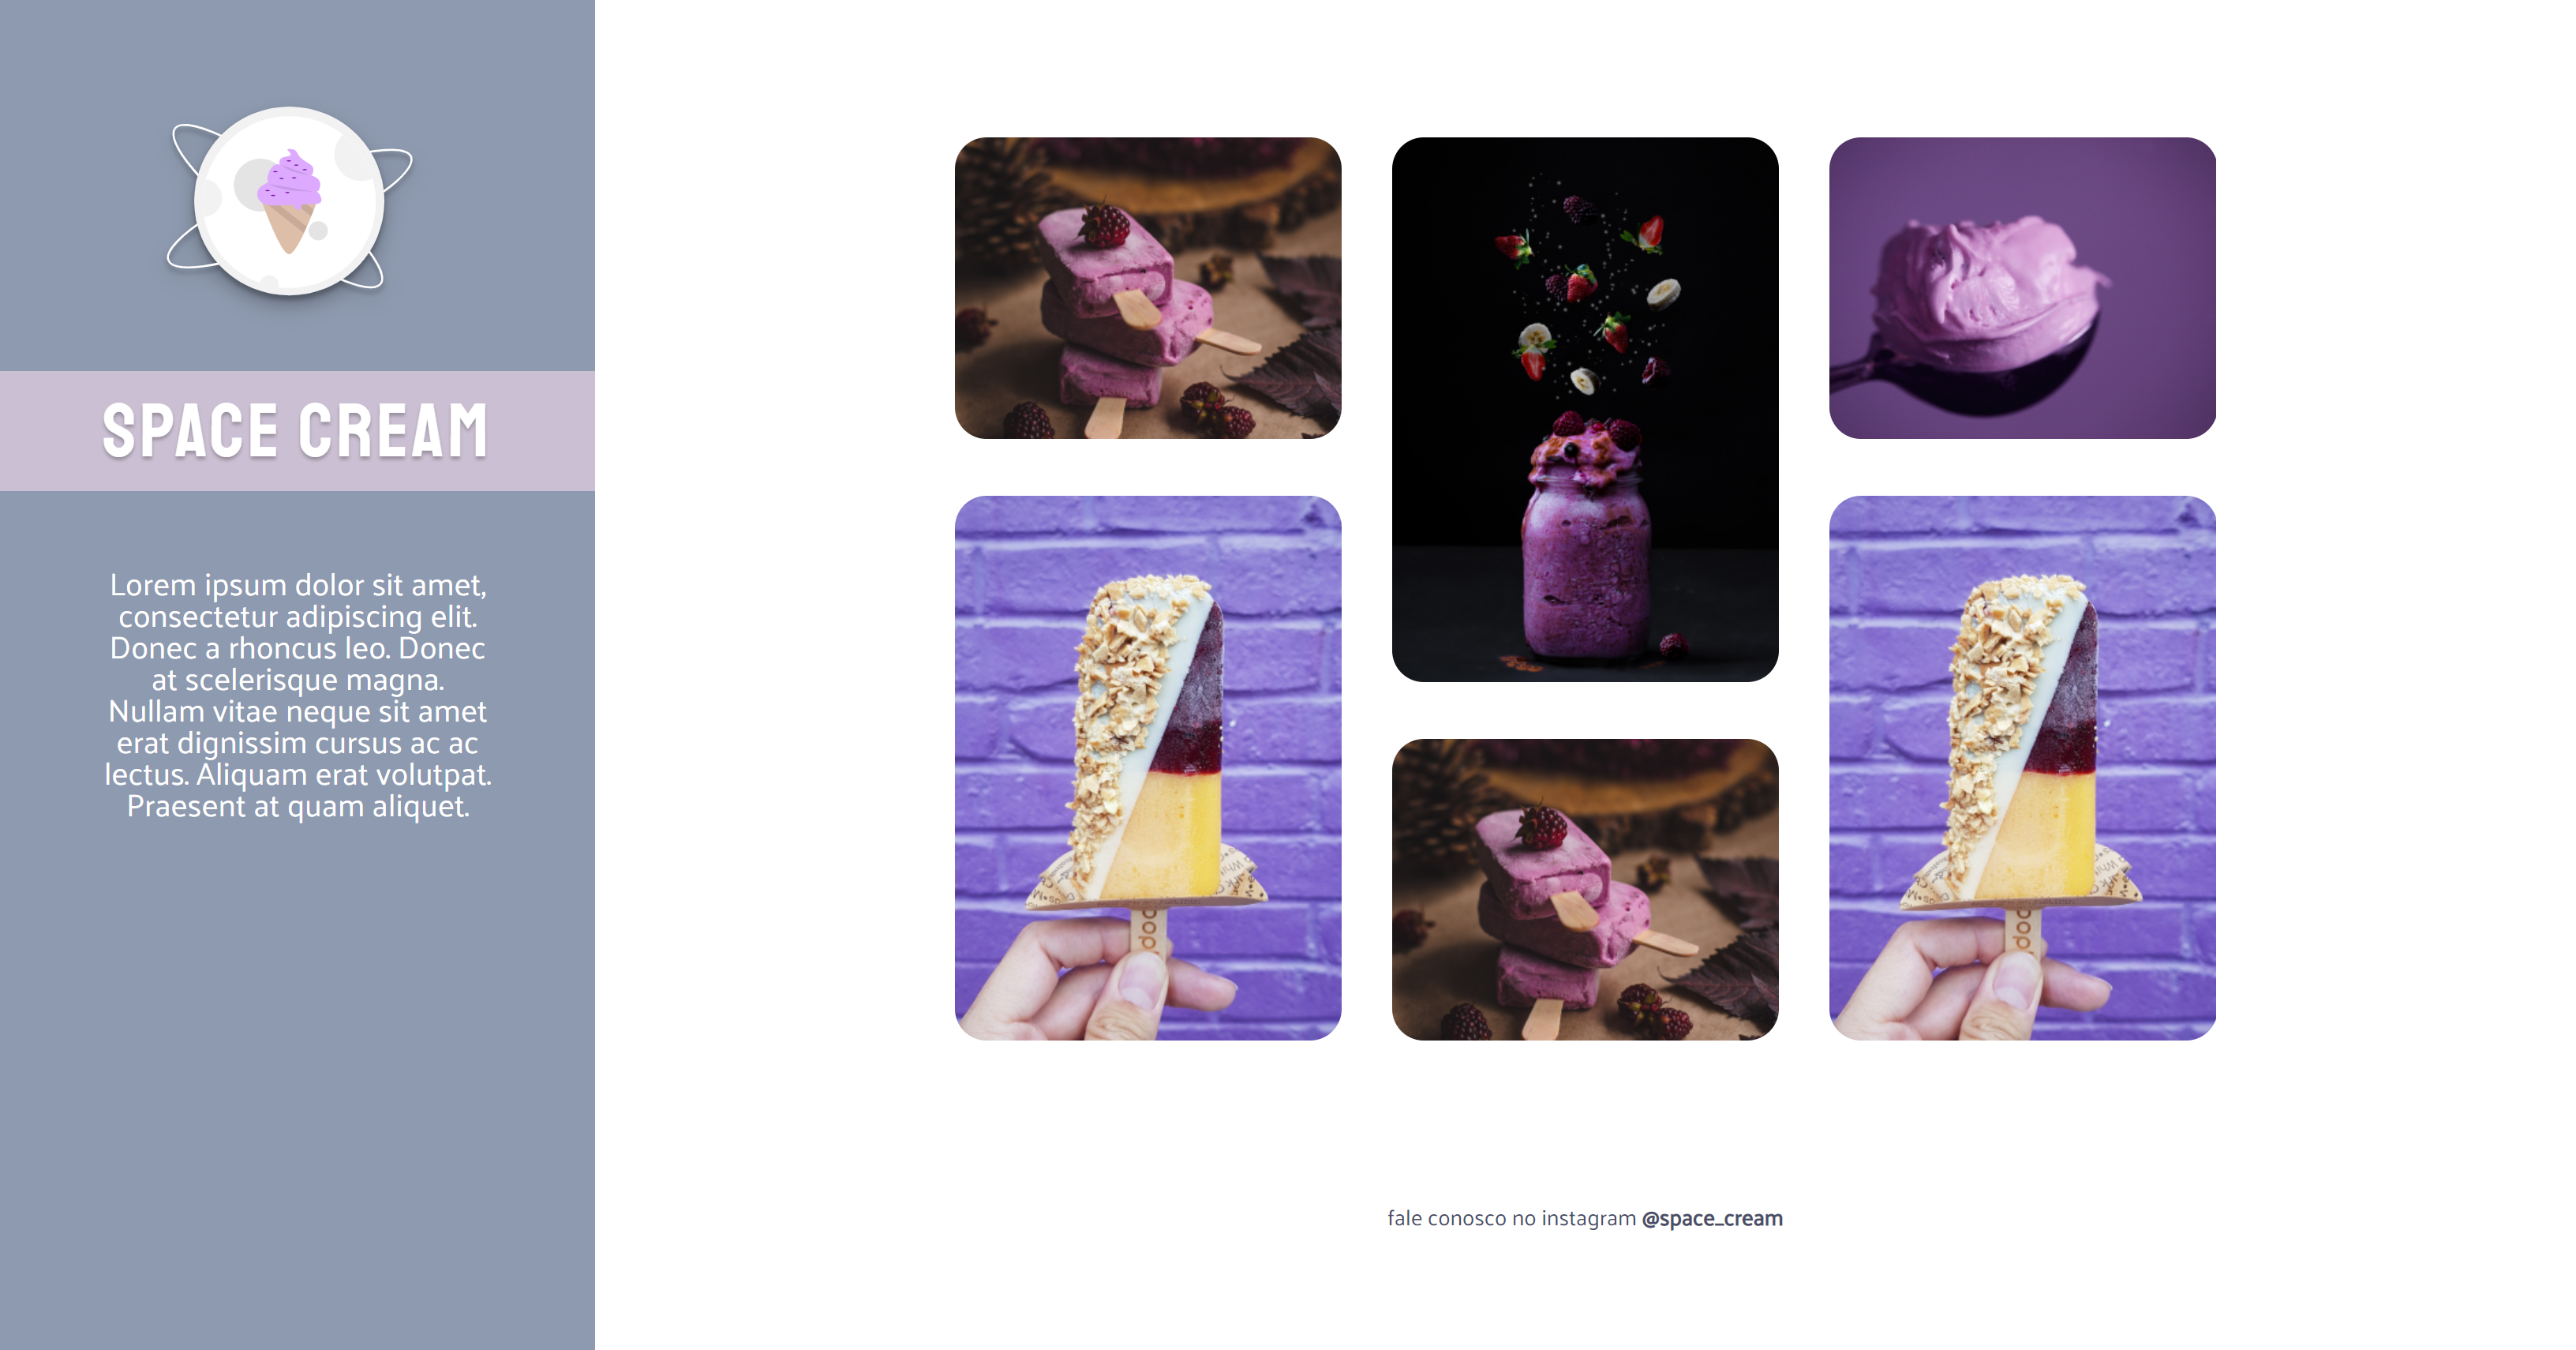 SPACE CREAM
Lorem ipsum dolor sit amet,
consectetur adipiscing elit.
Donec a rhoncus leo. Donec
at scelerisque magna.
Nullam vitae neque sit amet
erat dignissim cursus ac ac
lectus. Aliquam erat volutpat.
Praesent at quam aliquet.
fale conosco no instagram @space_cream